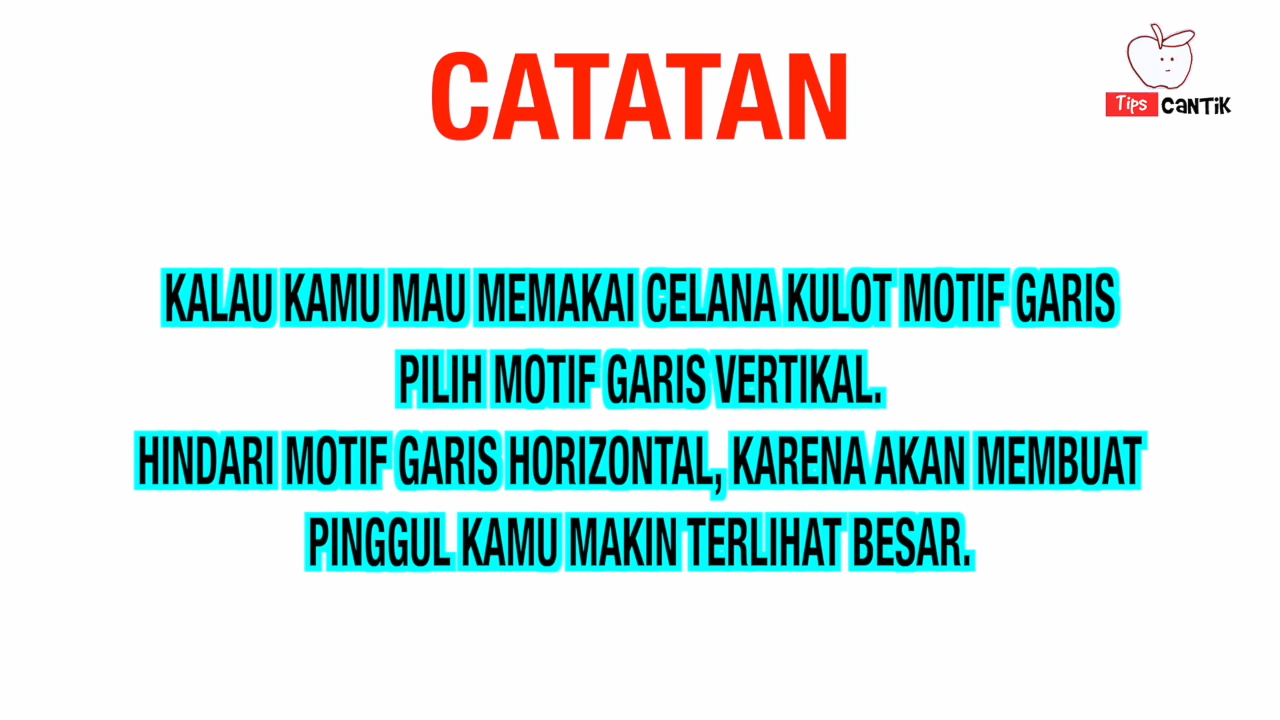 CATATAN
Tips CANTIK
KALAU KAMU MAU MEMAKAI CELANA KULOT MOTIF GARIS
PILIH MOTIF GARIS VERTIKAL.
HINDARI MOTIF GARIS HORIZONTAL, KARENA AKAN MEMBUAT
PINGGUL KAMU MAKIN TERLIHAT BESAR.